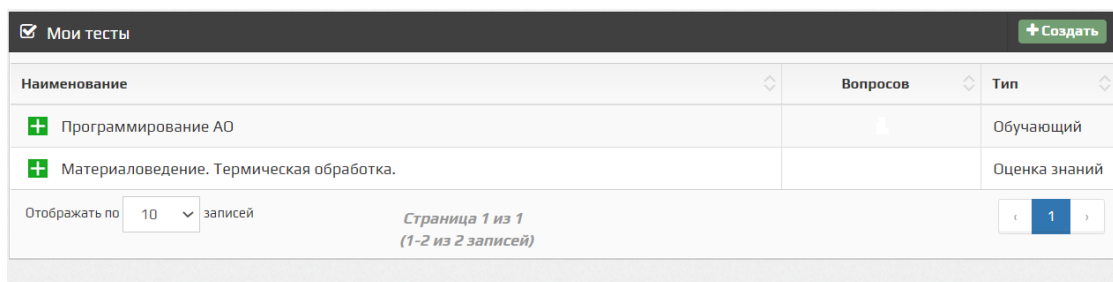 Мои тесты
Создать
Наименование Вопросов Тип
Программирование АО Обучающий
Материаловедение. Термическая обработка. Оценка знаний
Отображать по 10 записей
Страница 1 из 1
(1-2 из 2 записей)
‹ 1 ›